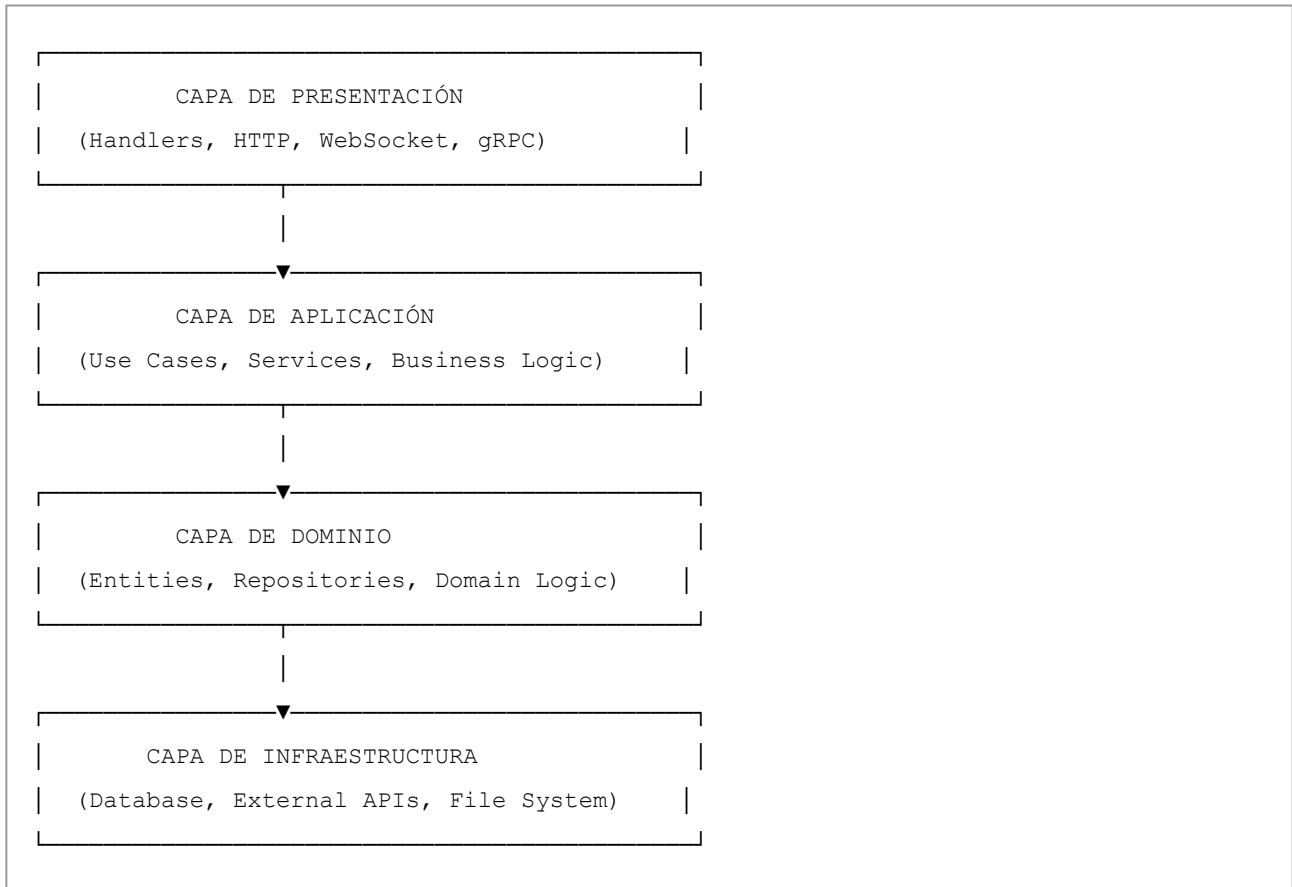 CAPA DE PRESENTACIÓN
(Handlers, HTTP, WebSocket, gRPC)
CAPA DE APLICACIÓN
(Use Cases, Services, Business Logic)
CAPA DE DOMINIO
(Entities, Repositories, Domain Logic)
CAPA DE INFRAESTRUCTURA
(Database, External APIs, File System)